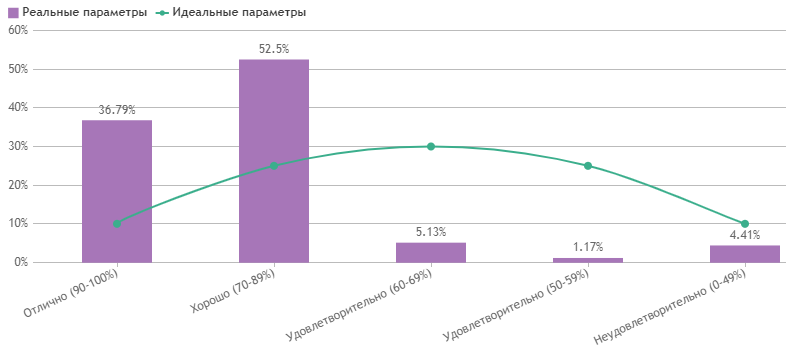 Реальные параметры
Идеальные параметры
60%
50%
40%
30%
20%
10%
0%
36.79%
52.5%
5.13%
1.17%
4.41%
Отлично (90-100%)
Хорошо (70-89%)
Удовлетворительно (60-69%)
Удовлетворительно (50-59%)
Неудовлетворительно (0-49%)